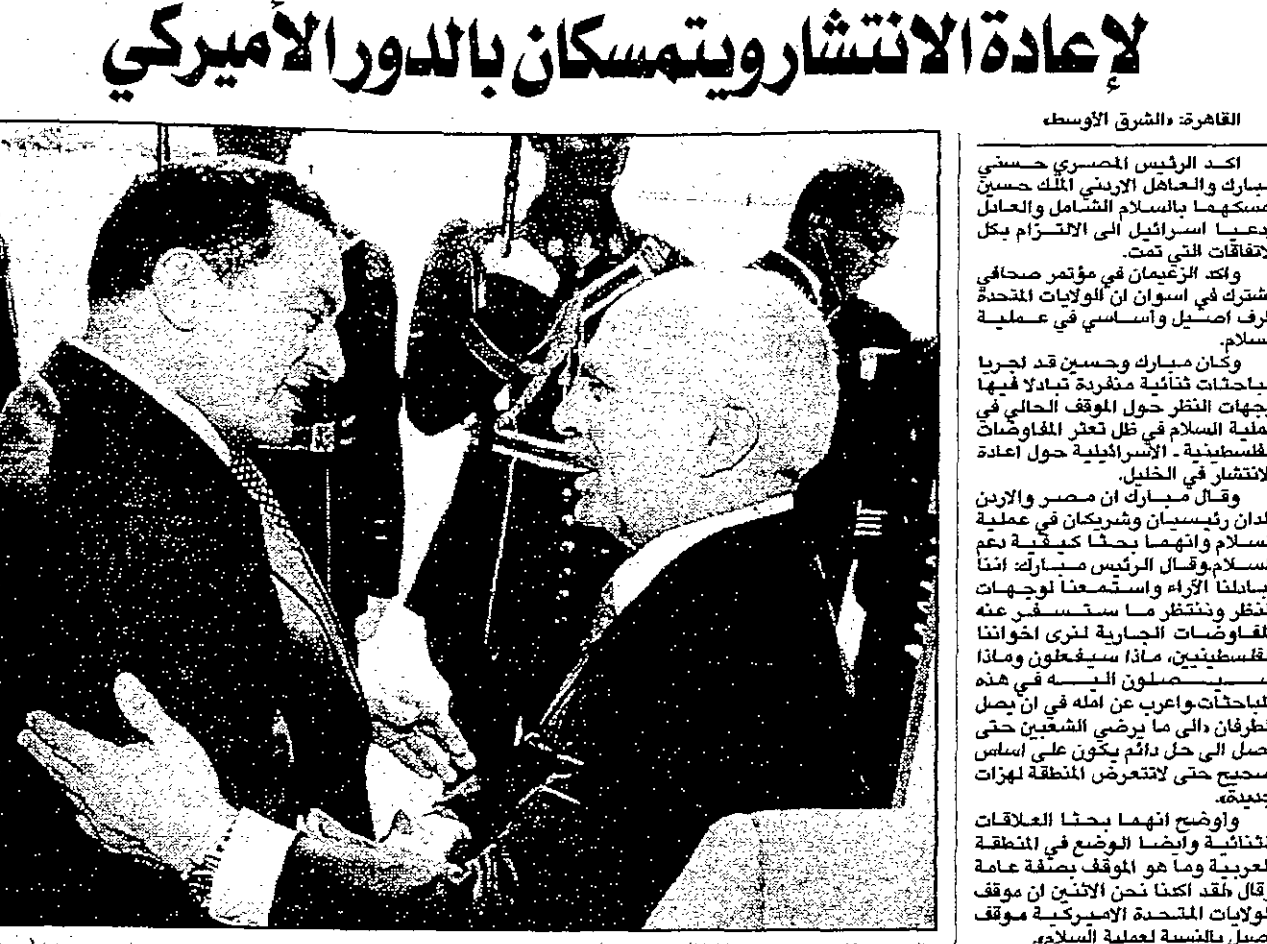 لإعادة الانتشار ويتمسكان بالدور الأميركي
القاهرة: «الشرق الأوسط»
اكد الرئيس المصري حسني
مبارك والعاهل الاردني الملك حسين
تمسكهما بالسلام الشامل والعادل
ودعيا اسرائيل الى الالتزام بكل
الاتفاقات التي تمت.
واكد الزعيمان في مؤتمر صحافي
مشترك في اسوان ان الولايات المتحدة
طرف اصيل وأساسي في عملية
السلام.
وكان مبارك وحسين قد اجريا
مباحثات ثنائية منفردة تبادلا فيها
وجهات النظر حول الموقف الحالي في
عملية السلام في ظل تعثر المفاوضات
الفلسطينية ـ الاسرائيلية حول اعادة
الانتشار في الخليل.
وقال مبارك ان مصر والاردن
بلدان رئيسيان وشريكان في عملية
السلام وانهما بحثا كيفية دعم
السلام.وقال الرئيس مبارك: اننا
تبادلنا الآراء واستمعنا لوجهات
النظر وننتظر ما ستسفر عنه
المفاوضات الجارية لنرى اخواننا
الفلسطينيين، ماذا سيفعلون وماذا
سيصلون اليه في هذه
المباحثات.واعرب عن امله في ان يصل
الطرفان «الى ما يرضي الشعبين حتى
نصل الى حل دائم يكون على اساس
صحيح حتى لاتتعرض المنطقة لهزات
جديدة».
واوضح انهما بحثا العلاقات
الثنائية وايضا الوضع في المنطقة
العربية وما هو الموقف بصفة عامة
وقال «لقد اكدنا نحن الاثنين ان موقف
الولايات المتحدة الاميركية موقف
اصيل بالنسبة لعملية السلام».